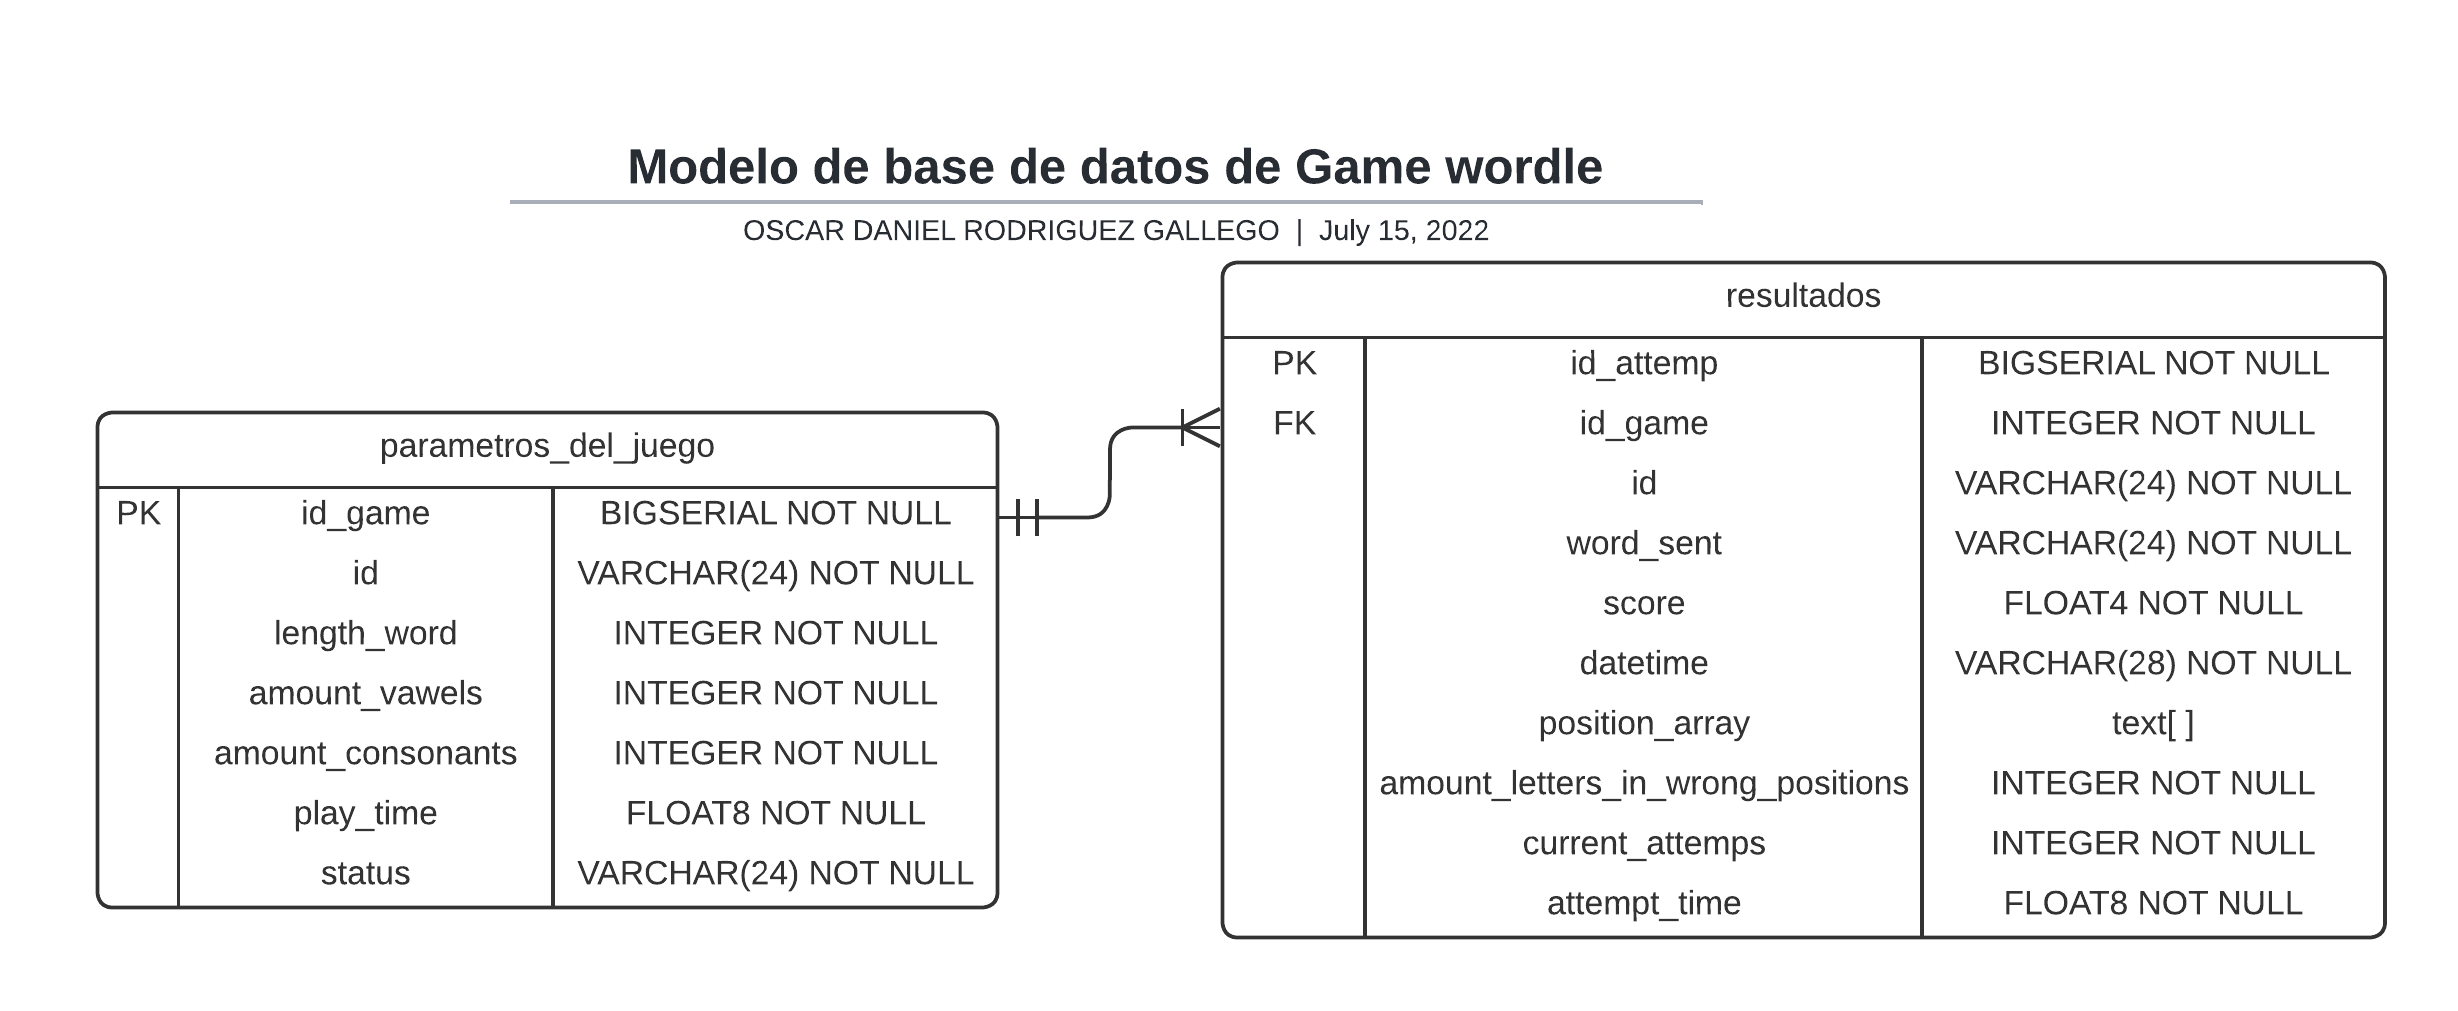 Modelo de base de datos de Game wordle
OSCAR DANIEL RODRIGUEZ GALLEGO | July 15, 2022
parametros_del_juego
PK id_game BIGSERIAL NOT NULL
id VARCHAR(24) NOT NULL
length_word INTEGER NOT NULL
amount_vawels INTEGER NOT NULL
amount_consonants INTEGER NOT NULL
play_time FLOAT8 NOT NULL
status VARCHAR(24) NOT NULL
resultados
PK id_attemp BIGSERIAL NOT NULL
FK id_game INTEGER NOT NULL
id VARCHAR(24) NOT NULL
word_sent VARCHAR(24) NOT NULL
score FLOAT4 NOT NULL
datetime VARCHAR(28) NOT NULL
position_array text[ ]
amount_letters_in_wrong_positions INTEGER NOT NULL
current_attemps INTEGER NOT NULL
attempt_time FLOAT8 NOT NULL